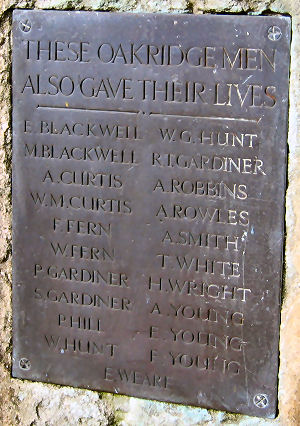 THESE OAKRIDGE MEN
ALSO GAVE THEIR LIVES
E. BLACKWELL
M. BLACKWELL
A. CURTIS
W. M. CURTIS
F. FERN
W. FERN
P. GARDINER
S. GARDINER
P. HILL
W. HUNT
W. G. HUNT
R. I. GARDINER
A. ROBBINS
A. ROWLES
A. SMITH
T. WHITE
H. WRIGHT
A. YOUNG
E. YOUNG
F. YOUNG
E. WEARE